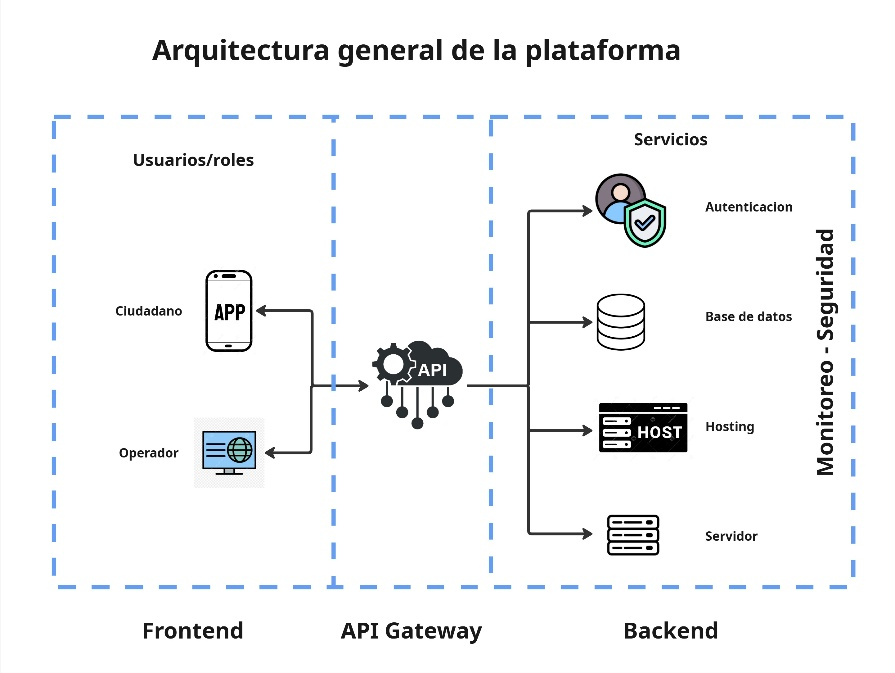 Arquitectura general de la plataforma
Usuarios/roles
Servicios
Autenticacion
Ciudadano
APP
Base de datos
API
Operador
HOST
Hosting
Servidor
Monitoreo - Seguridad
Frontend
API Gateway
Backend